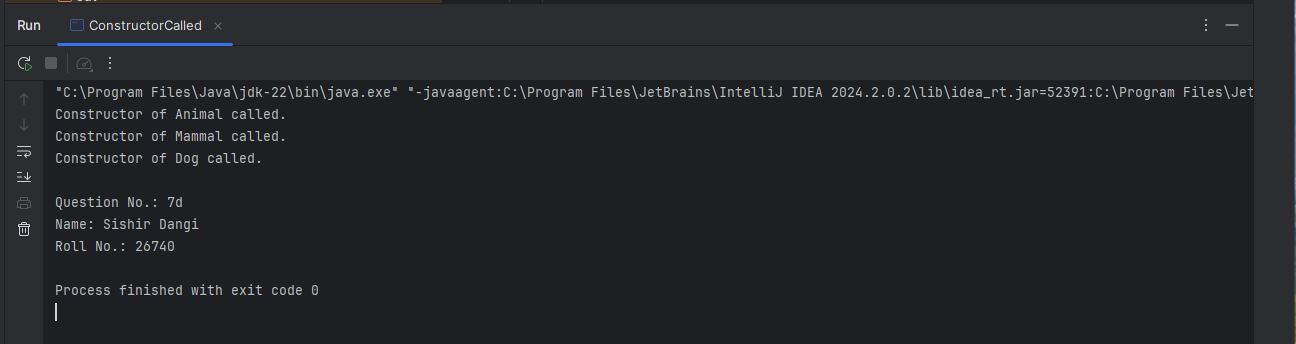 Run ConstructorCalled
"C:\Program Files\Java\jdk-22\bin\java.exe" "-javaagent:C:\Program Files\JetBrains\IntelliJ IDEA 2024.2.0.2\lib\idea_rt.jar=52391:C:\Program Files\Jet
Constructor of Animal called.
Constructor of Mammal called.
Constructor of Dog called.
Question No.: 7d
Name: Sishir Dangi
Roll No.: 26740
Process finished with exit code 0